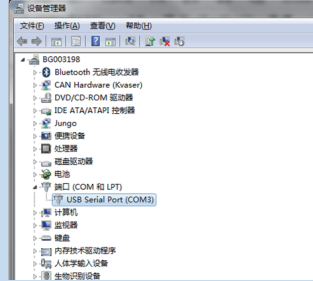 设备管理器
文件(F) 操作(A) 查看(V) 帮助(H)
BG003198
Bluetooth 无线电收发器
CAN Hardware (Kvaser)
DVD/CD-ROM 驱动器
IDE ATA/ATAPI 控制器
Jungo
便携设备
处理器
磁盘驱动器
电池
端口 (COM 和 LPT)
USB Serial Port (COM3)
计算机
监视器
键盘
内存技术驱动程序
人体学输入设备
生物识别设备